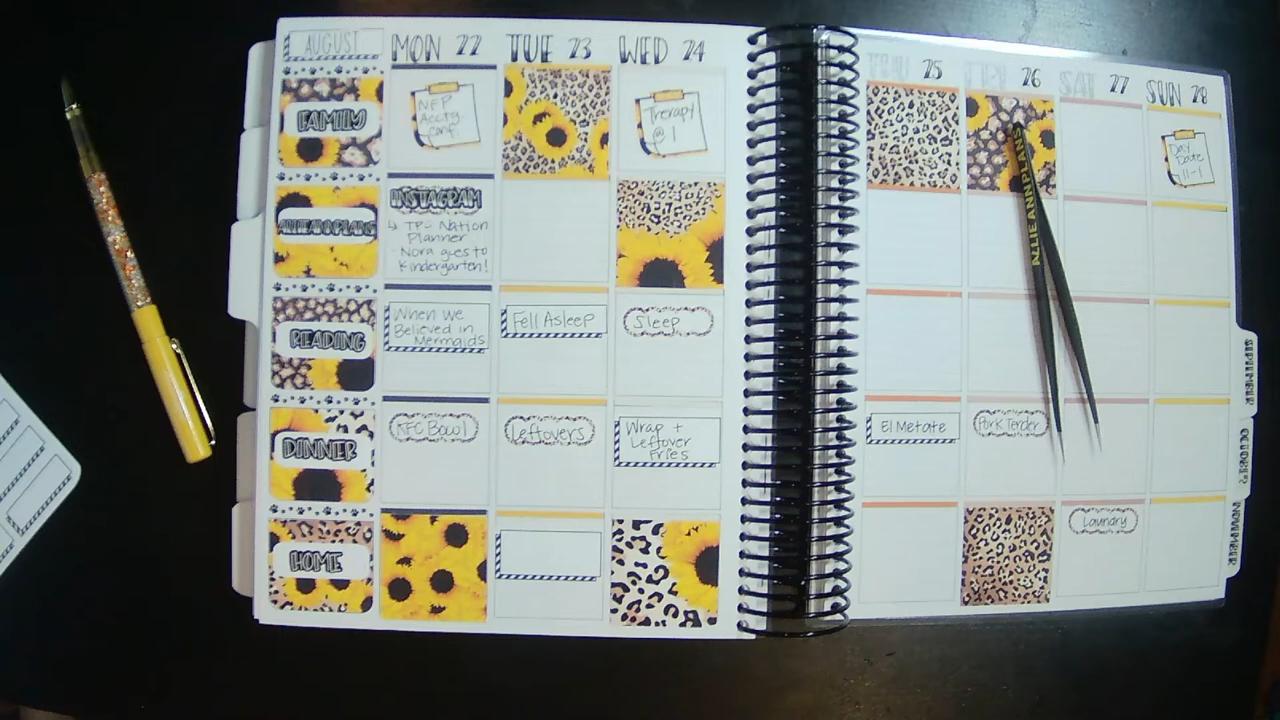 AUGUST
MON 22
TUE 23
WED 24
THU 25
FRI 26
SAT 27
SUN 28
FAMILY
NFP
Acctg.
Conf.
Therapy
@ 1
Day
Date
11-1
ALLIE ANN PLANS
ALLIEANNPLANS
INSTAGRAM
↳ TPC Nation
Planner
- Nora goes to
Kindergarten!
READING
When We
Believed in
Mermaids
Fell Asleep
Sleep
DINNER
KFC Bowl
Leftovers
Wrap +
Leftover
Fries
El Metate
Pork Tender
HOME
Laundry
SEPTEMBER
OCTOBER
NOVEMBER